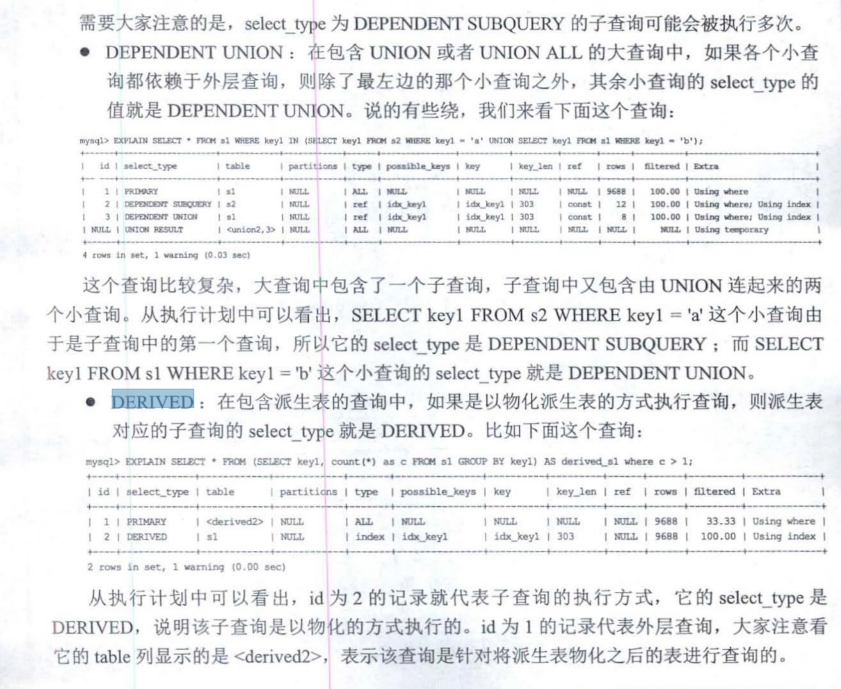 需要大家注意的是，select_type 为 DEPENDENT SUBQUERY 的子查询可能会被执行多次。
● DEPENDENT UNION：在包含 UNION 或者 UNION ALL 的大查询中，如果各个小查
询都依赖于外层查询，则除了最左边的那个小查询之外，其余小查询的 select_type 的
值就是 DEPENDENT UNION。说的有些绕，我们来看下面这个查询：
mysql> EXPLAIN SELECT * FROM s1 WHERE key1 IN (SELECT key1 FROM s2 WHERE key1 = 'a' UNION SELECT key1 FROM s1 WHERE key1 = 'b');
| id | select_type | table | partitions | type | possible_keys | key | key_len | ref | rows | filtered | Extra |
| 1 | PRIMARY | s1 | NULL | ALL | NULL | NULL | NULL | NULL | 9688 | 100.00 | Using where |
| 2 | DEPENDENT SUBQUERY | s2 | NULL | ref | idx_key1 | idx_key1 | 303 | const | 12 | 100.00 | Using where; Using index |
| 3 | DEPENDENT UNION | s1 | NULL | ref | idx_key1 | idx_key1 | 303 | const | 8 | 100.00 | Using where; Using index |
| NULL | UNION RESULT | <union2,3> | NULL | ALL | NULL | NULL | NULL | NULL | NULL | NULL | Using temporary |
4 rows in set, 1 warning (0.03 sec)
这个查询比较复杂，大查询中包含了一个子查询，子查询中又包含由 UNION 连起来的两
个小查询。从执行计划中可以看出，SELECT key1 FROM s2 WHERE key1 = 'a' 这个小查询由
于是子查询中的第一个查询，所以它的 select_type 是 DEPENDENT SUBQUERY；而 SELECT
key1 FROM s1 WHERE key1 = 'b' 这个小查询的 select_type 就是 DEPENDENT UNION。
● DERIVED：在包含派生表的查询中，如果是以物化派生表的方式执行查询，则派生表
对应的子查询的 select_type 就是 DERIVED。比如下面这个查询：
mysql> EXPLAIN SELECT * FROM (SELECT key1, count(*) as c FROM s1 GROUP BY key1) AS derived_s1 where c > 1;
| id | select_type | table | partitions | type | possible_keys | key | key_len | ref | rows | filtered | Extra |
| 1 | PRIMARY | <derived2> | NULL | ALL | NULL | NULL | NULL | NULL | 9688 | 33.33 | Using where |
| 2 | DERIVED | s1 | NULL | index | idx_key1 | idx_key1 | 303 | NULL | 9688 | 100.00 | Using index |
2 rows in set, 1 warning (0.00 sec)
从执行计划中可以看出，id 为 2 的记录就代表子查询的执行方式，它的 select_type 是
DERIVED，说明该子查询是以物化的方式执行的。id 为 1 的记录代表外层查询，大家注意看
它的 table 列显示的是 <derived2>，表示该查询是针对将派生表物化之后的表进行查询的。